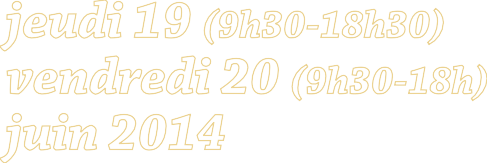 jeudi 19 (9h30-18h30)
vendredi 20 (9h30-18h)
juin 2014